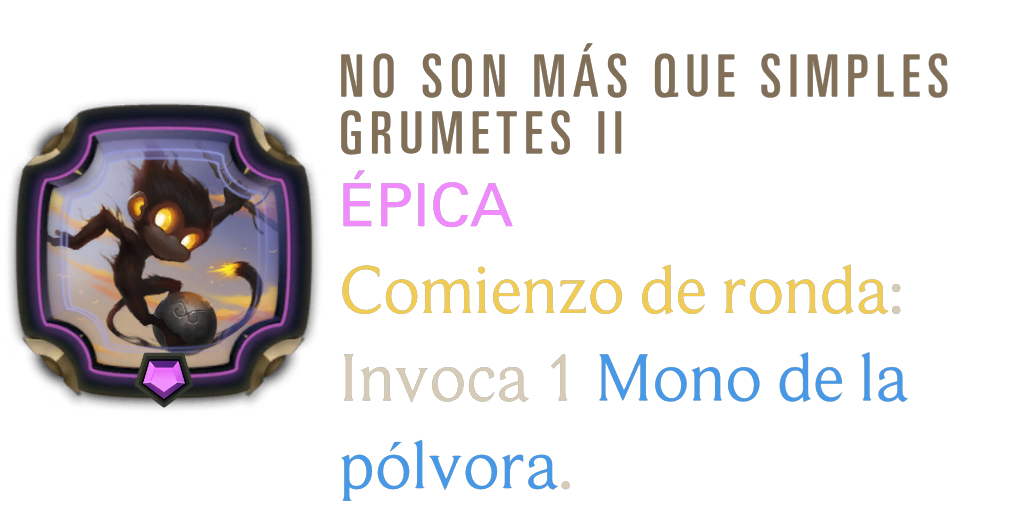 NO SON MÁS QUE SIMPLES
GRUMETES II
ÉPICA
Comienzo de ronda:
Invoca 1 Mono de la
pólvora.